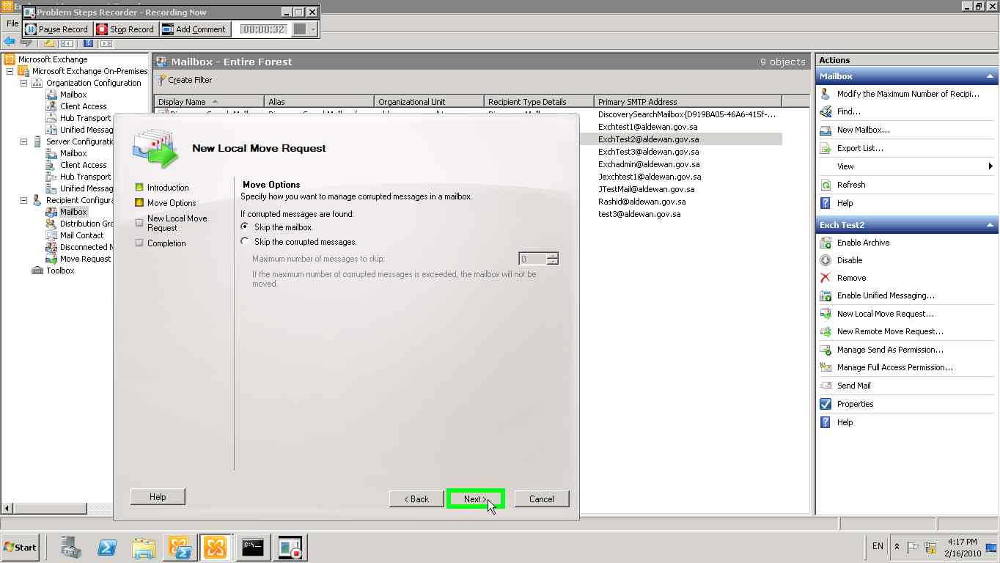 Problem Steps Recorder - Recording Now
File
Pause Record
Stop Record
Add Comment
00:00:32
Microsoft Exchange
Microsoft Exchange On-Premises
Organization Configuration
Mailbox
Client Access
Hub Transport
Unified Messag
Server Configuratio
Mailbox
Client Access
Hub Transport
Unified Messag
Recipient Configura
Mailbox
Distribution Gro
Mail Contact
Disconnected M
Move Request
Toolbox
Mailbox - Entire Forest
9 objects
Create Filter
Display Name
Alias
Organizational Unit
Recipient Type Details
Primary SMTP Address
DiscoverySearchMailbox{D919BA05-46A6-415f-...
Exchtest1@aldewan.gov.sa
ExchTest2@aldewan.gov.sa
ExchTest3@aldewan.gov.sa
Exchadmin@aldewan.gov.sa
Jexchtest1@aldewan.gov.sa
JTestMail@aldewan.gov.sa
Rashid@aldewan.gov.sa
test3@aldewan.gov.sa
New Local Move Request
Introduction
Move Options
New Local Move
Request
Completion
Move Options
Specify how you want to manage corrupted messages in a mailbox.
If corrupted messages are found:
Skip the mailbox.
Skip the corrupted messages.
Maximum number of messages to skip:
0
If the maximum number of corrupted messages is exceeded, the mailbox will not be
moved.
Help
< Back
Next >
Cancel
Actions
Mailbox
Modify the Maximum Number of Recipi...
Find...
New Mailbox...
Export List...
View
Refresh
Help
Exch Test2
Enable Archive
Disable
Remove
Enable Unified Messaging...
New Local Move Request...
New Remote Move Request...
Manage Send As Permission...
Manage Full Access Permission...
Send Mail
Properties
Help
Start
EN
4:17 PM
2/16/2010